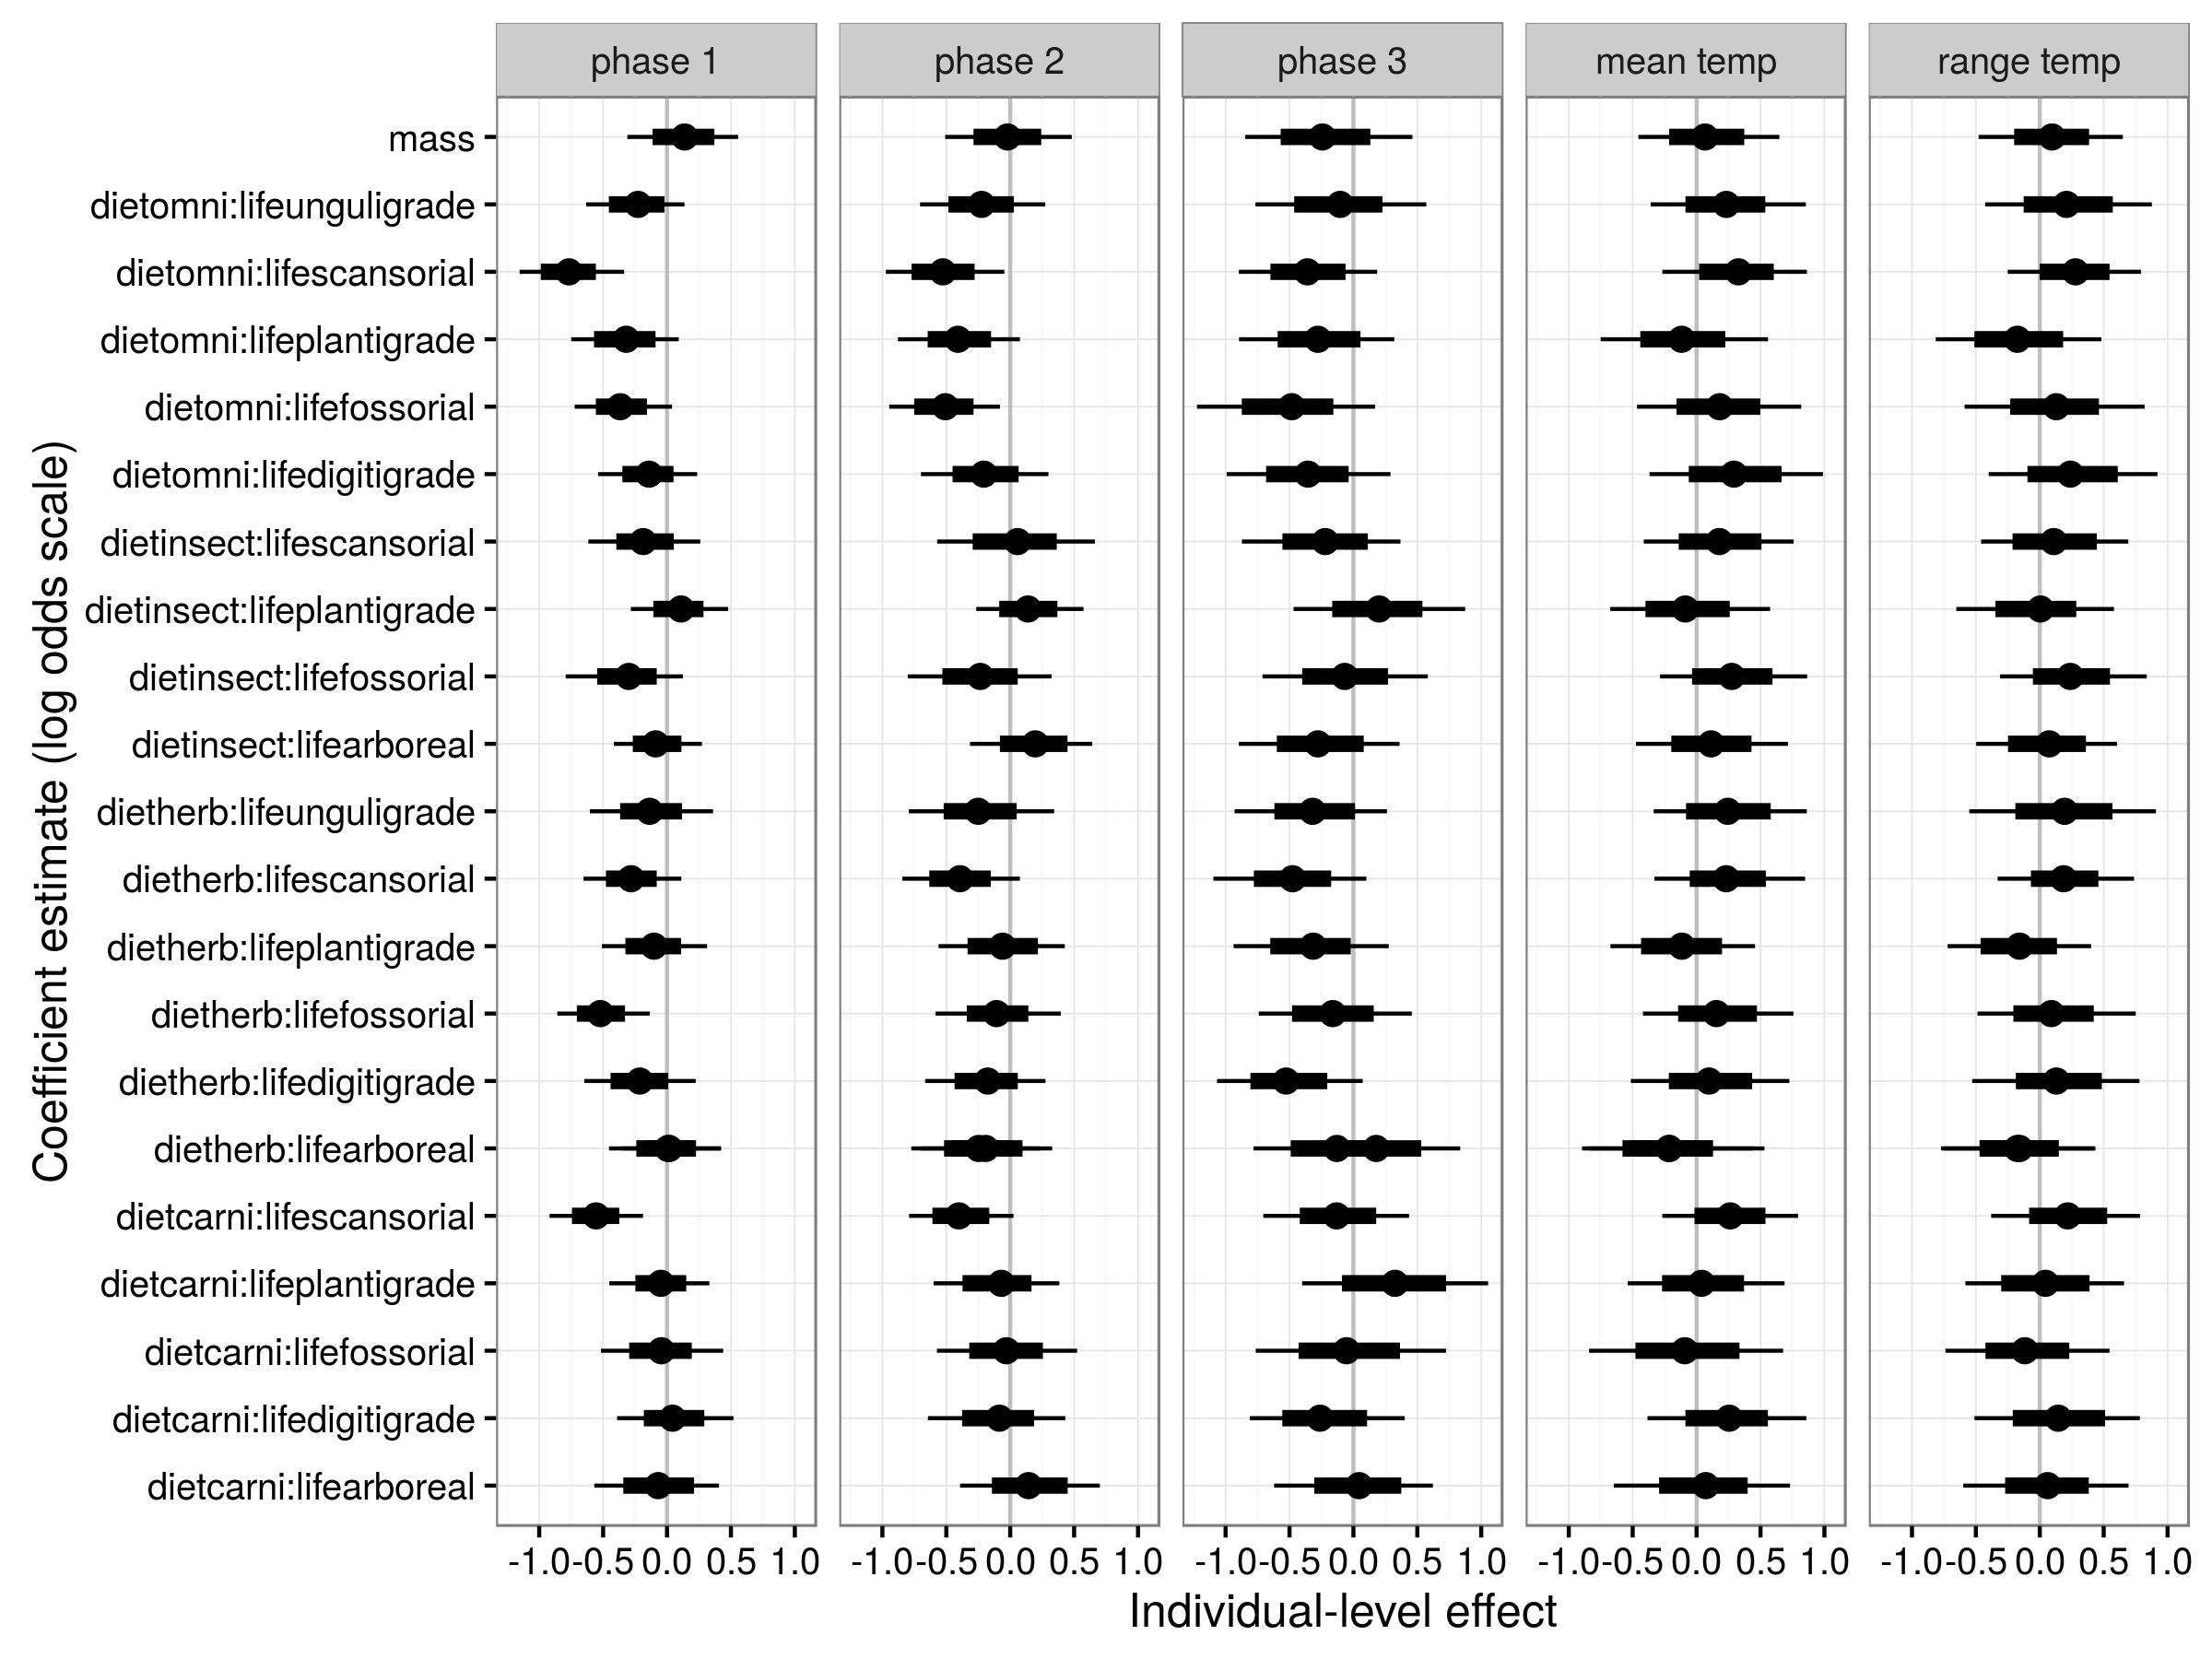 phase 1 phase 2 phase 3 mean temp range temp
mass
dietomni:lifeunguligrade
dietomni:lifescansorial
dietomni:lifeplantigrade
dietomni:lifefossorial
dietomni:lifedigitigrade
dietinsect:lifescansorial
dietinsect:lifeplantigrade
dietinsect:lifefossorial
dietinsect:lifearboreal
dietherb:lifeunguligrade
dietherb:lifescansorial
dietherb:lifeplantigrade
dietherb:lifefossorial
dietherb:lifedigitigrade
dietherb:lifearboreal
dietcarni:lifescansorial
dietcarni:lifeplantigrade
dietcarni:lifefossorial
dietcarni:lifedigitigrade
dietcarni:lifearboreal
Coefficient estimate (log odds scale)
-1.0 -0.5 0.0 0.5 1.0 -1.0 -0.5 0.0 0.5 1.0 -1.0 -0.5 0.0 0.5 1.0 -1.0 -0.5 0.0 0.5 1.0 -1.0 -0.5 0.0 0.5 1.0
Individual-level effect